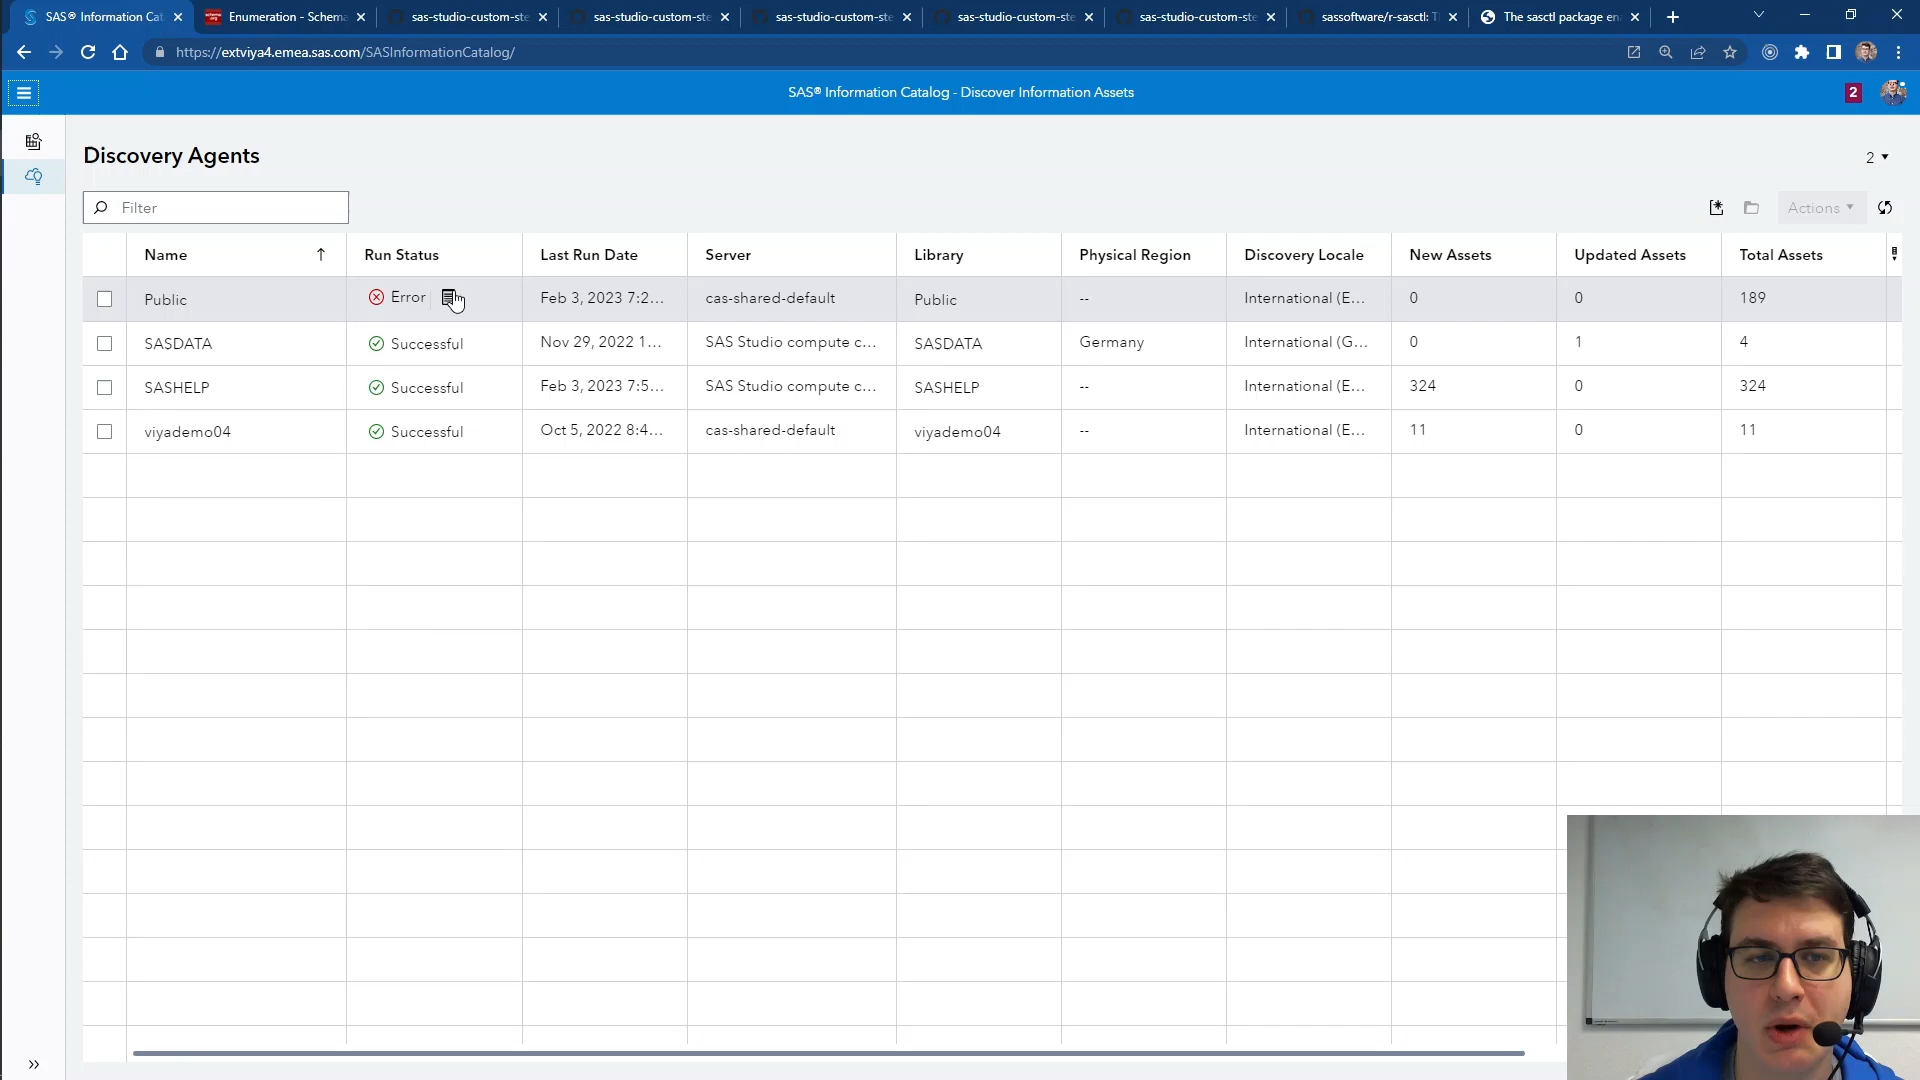 SAS® Information Cat
Enumeration - Schema
sas-studio-custom-ste
sas-studio-custom-ste
sas-studio-custom-ste
sas-studio-custom-ste
sas-studio-custom-ste
sassoftware/r-sasctl: T
The sasctl package en
https://extviya4.emea.sas.com/SASInformationCatalog/
SAS® Information Catalog - Discover Information Assets
2
Discovery Agents
2
Filter
Actions
Name Run Status Last Run Date Server Library Physical Region Discovery Locale New Assets Updated Assets Total Assets
Public Error Feb 3, 2023 7:2... cas-shared-default Public -- International (E... 0 0 189
SASDATA Successful Nov 29, 2022 1... SAS Studio compute c... SASDATA Germany International (G... 0 1 4
SASHELP Successful Feb 3, 2023 7:5... SAS Studio compute c... SASHELP -- International (E... 324 0 324
viyademo04 Successful Oct 5, 2022 8:4... cas-shared-default viyademo04 -- International (E... 11 0 11